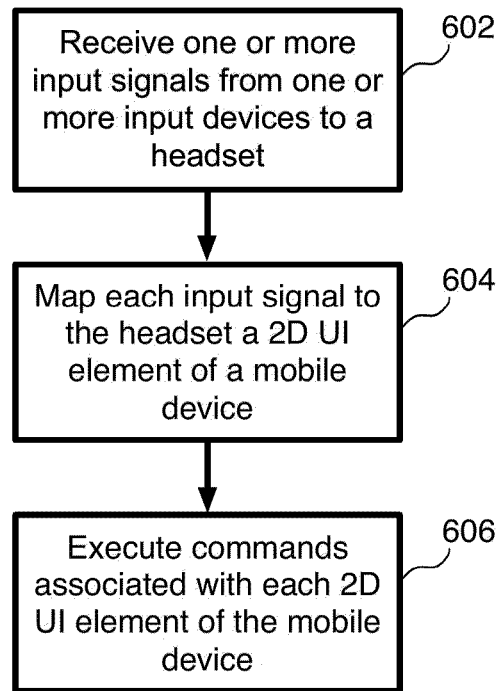 Receive one or more
input signals from one or
more input devices to a
headset
602
Map each input signal to
the headset a 2D UI
element of a mobile
device
604
Execute commands
associated with each 2D
UI element of the mobile
device
606